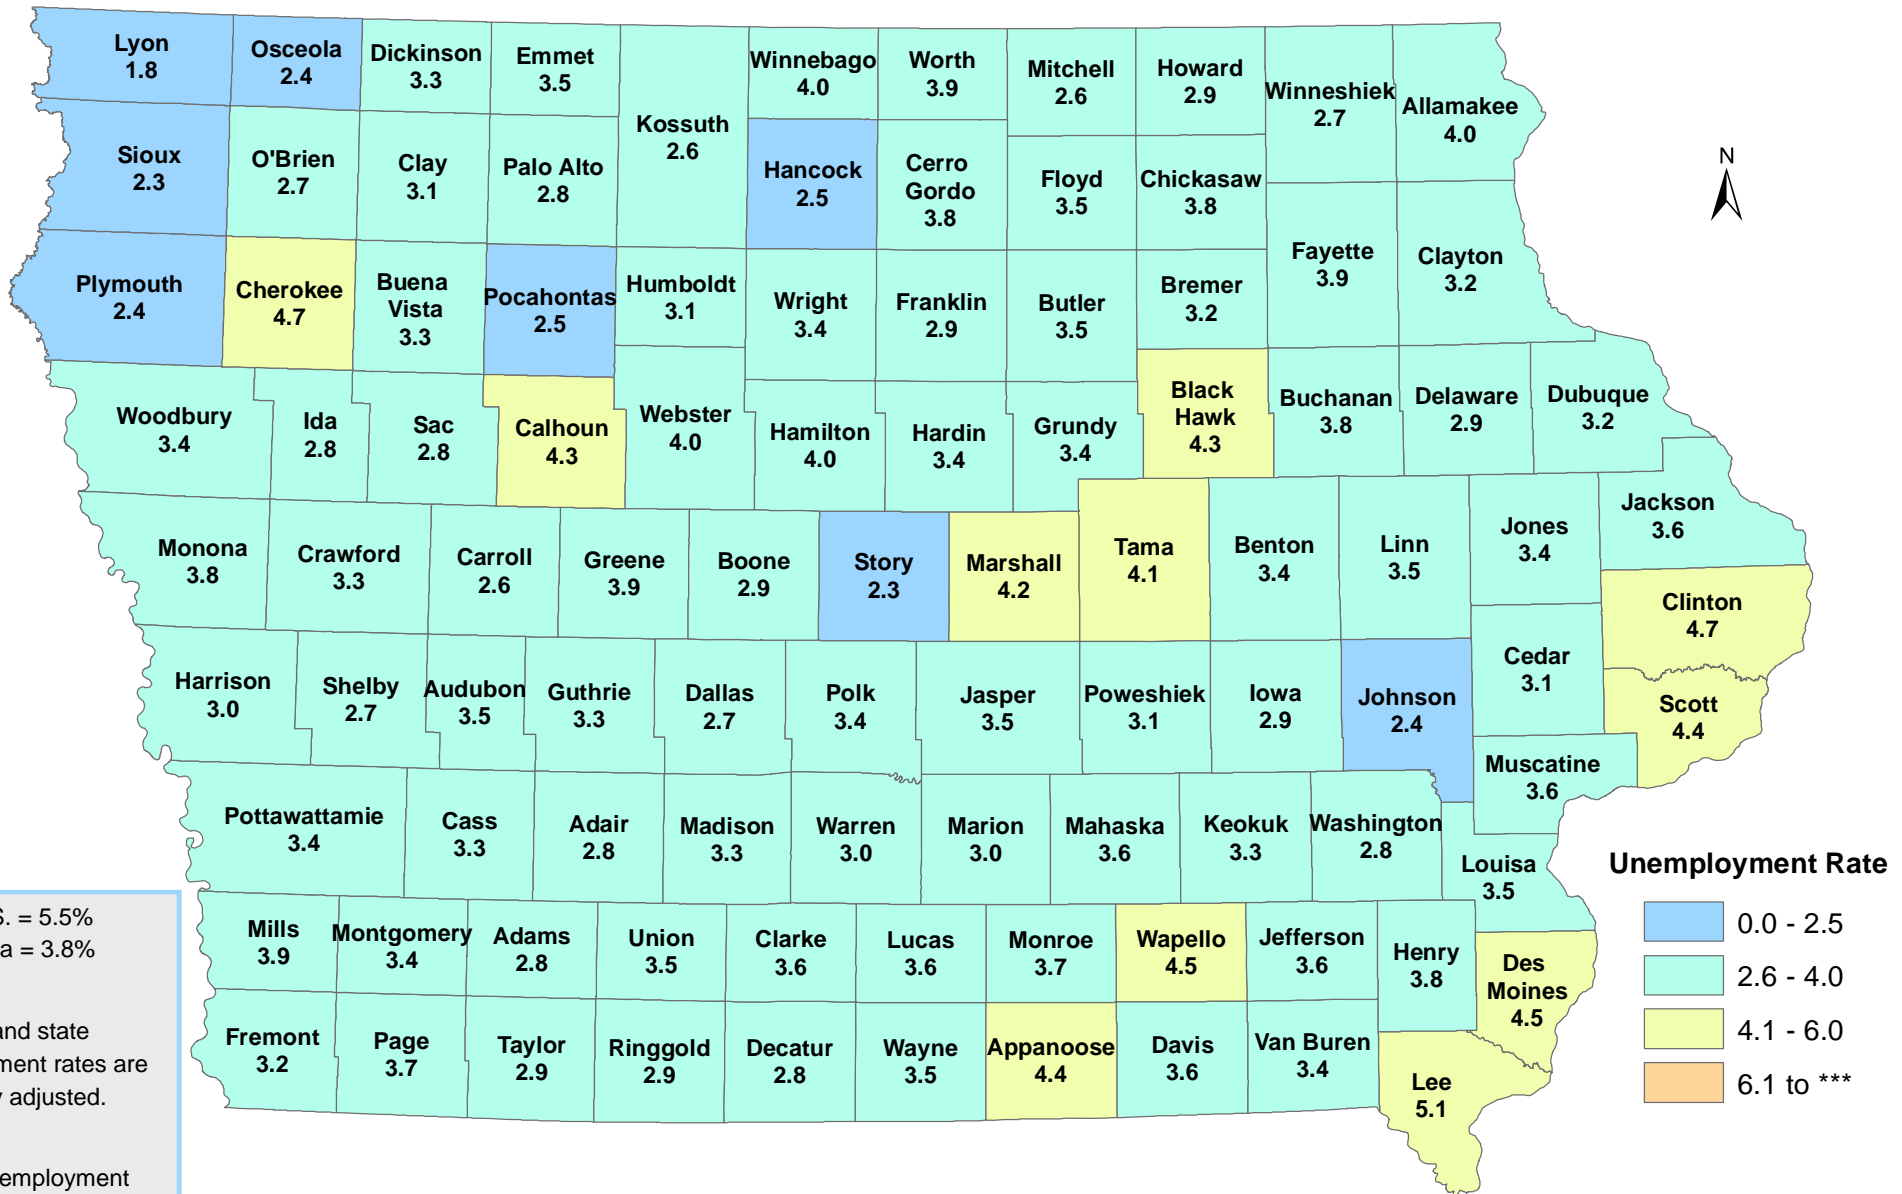 Lyon
1.8
Osceola
2.4
Dickinson
3.3
Emmet
3.5
Kossuth
2.6
Winnebago
4.0
Worth
3.9
Mitchell
2.6
Howard
2.9
Winneshiek
2.7
Allamakee
4.0
N
Sioux
2.3
O'Brien
2.7
Clay
3.1
Palo Alto
2.8
Hancock
2.5
Cerro
Gordo
3.8
Floyd
3.5
Chickasaw
3.8
Fayette
3.9
Clayton
3.2
Plymouth
2.4
Cherokee
4.7
Buena
Vista
3.3
Pocahontas
2.5
Humboldt
3.1
Wright
3.4
Franklin
2.9
Butler
3.5
Bremer
3.2
Woodbury
3.4
Ida
2.8
Sac
2.8
Calhoun
4.3
Webster
4.0
Hamilton
4.0
Hardin
3.4
Grundy
3.4
Black
Hawk
4.3
Buchanan
3.8
Delaware
2.9
Dubuque
3.2
Monona
3.8
Crawford
3.3
Carroll
2.6
Greene
3.9
Boone
2.9
Story
2.3
Marshall
4.2
Tama
4.1
Benton
3.4
Linn
3.5
Jones
3.4
Jackson
3.6
Clinton
4.7
Cedar
3.1
Scott
4.4
Harrison
3.0
Shelby
2.7
Audubon
3.5
Guthrie
3.3
Dallas
2.7
Polk
3.4
Jasper
3.5
Poweshiek
3.1
Iowa
2.9
Johnson
2.4
Muscatine
3.6
Pottawattamie
3.4
Cass
3.3
Adair
2.8
Madison
3.3
Warren
3.0
Marion
3.0
Mahaska
3.6
Keokuk
3.3
Washington
2.8
Louisa
3.5
Mills
3.9
Montgomery
3.4
Adams
2.8
Union
3.5
Clarke
3.6
Lucas
3.6
Monroe
3.7
Wapello
4.5
Jefferson
3.6
Henry
3.8
Des
Moines
4.5
Fremont
3.2
Page
3.7
Taylor
2.9
Ringgold
2.9
Decatur
2.8
Wayne
3.5
Appanoose
4.4
Davis
3.6
Van Buren
3.4
Lee
5.1
Unemployment Rate
0.0 - 2.5
2.6 - 4.0
4.1 - 6.0
6.1 to ***
= 5.5%
= 3.8%
and state
rates are
adjusted.